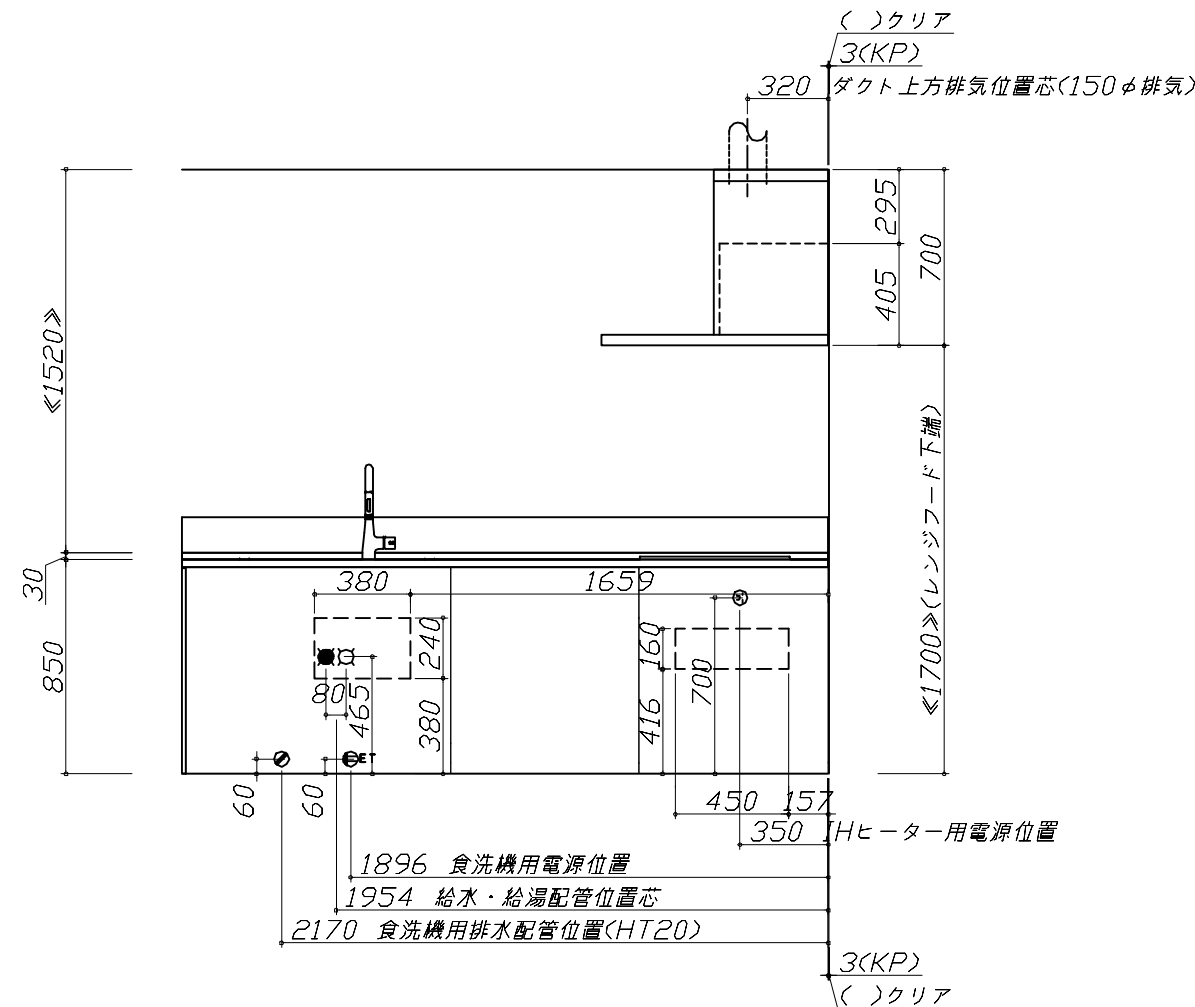 ( )クリア
3(KP)
320 ダクト上方排気位置芯(150φ排気)
295
700
405
≪1520≫
≪1700≫(レンジフード下端)
30
380
1659
240
160
700
850
80
465
380
416
ET
60
60
450
157
350 IHヒーター用電源位置
1896 食洗機用電源位置
1954 給水・給湯配管位置芯
2170 食洗機用排水配管位置(HT20)
3(KP)
( )クリア